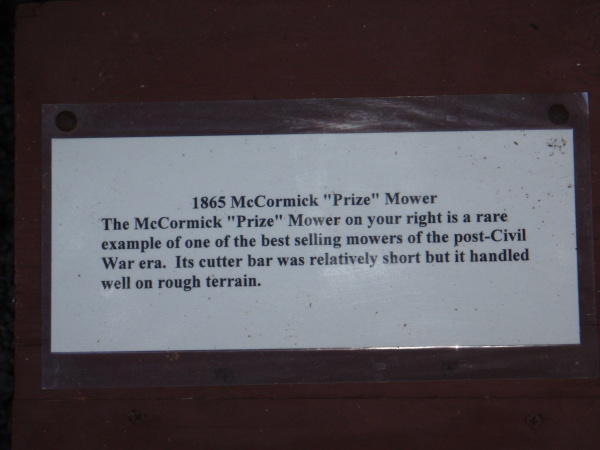 1865 McCormick "Prize" Mower
The McCormick "Prize" Mower on your right is a rare
example of one of the best selling mowers of the post-Civil
War era.  Its cutter bar was relatively short but it handled
well on rough terrain.